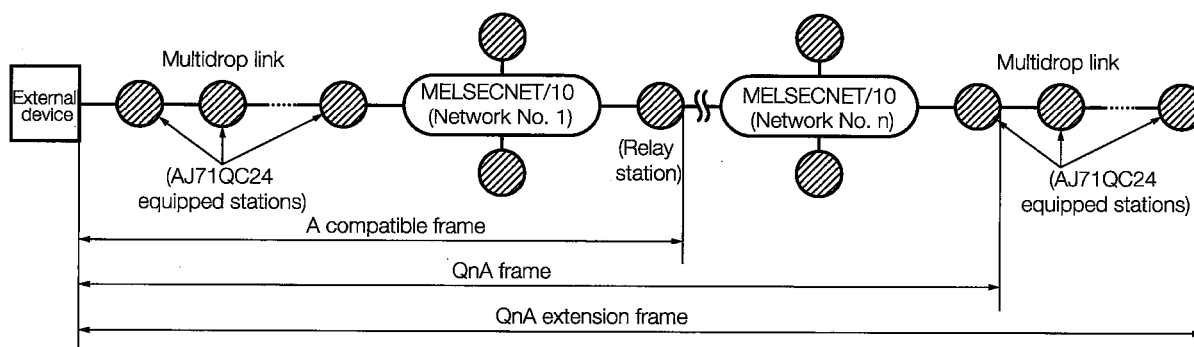 Multidrop link
Multidrop link
External
device
MELSECNET/10
(Network No. 1)
MELSECNET/10
(Network No. n)
(Relay
station)
(AJ71QC24
equipped stations)
(AJ71QC24
equipped stations)
A compatible frame
QnA frame
QnA extension frame